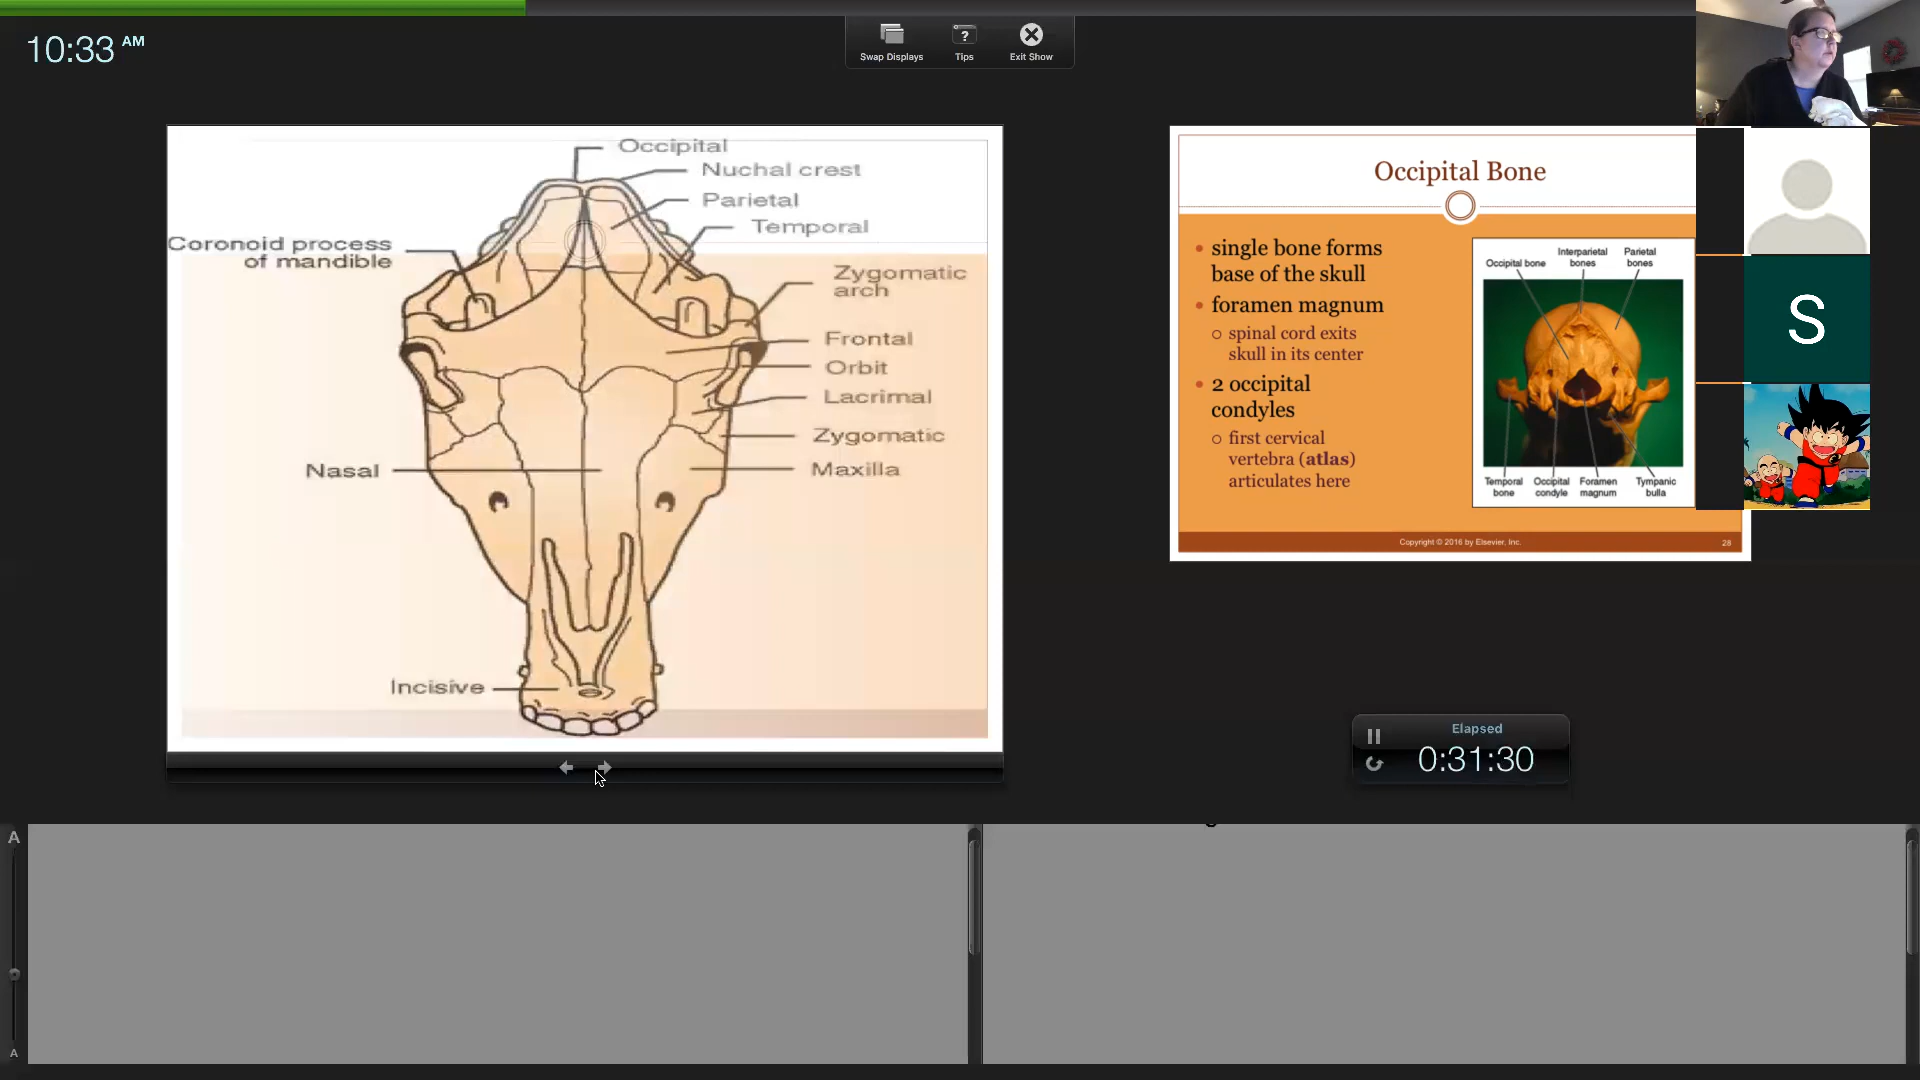 10:33 AM
Swap Displays
Tips
Exit Show
Occipital
Nuchal crest
Parietal
Temporal
Coronoid process
of mandible
Zygomatic
arch
Frontal
Orbit
Lacrimal
Zygomatic
Nasal
Maxilla
Incisive
Occipital Bone
• single bone forms
base of the skull
• foramen magnum
○ spinal cord exits
skull in its center
• 2 occipital
condyles
○ first cervical
vertebra (atlas)
articulates here
Occipital bone
Interparietal
bones
Parietal
bones
Temporal
bone
Occipital
condyle
Foramen
magnum
Tympanic
bulla
Copyright © 2016 by Elsevier, Inc.
28
S
Elapsed
0:31:30
A
A